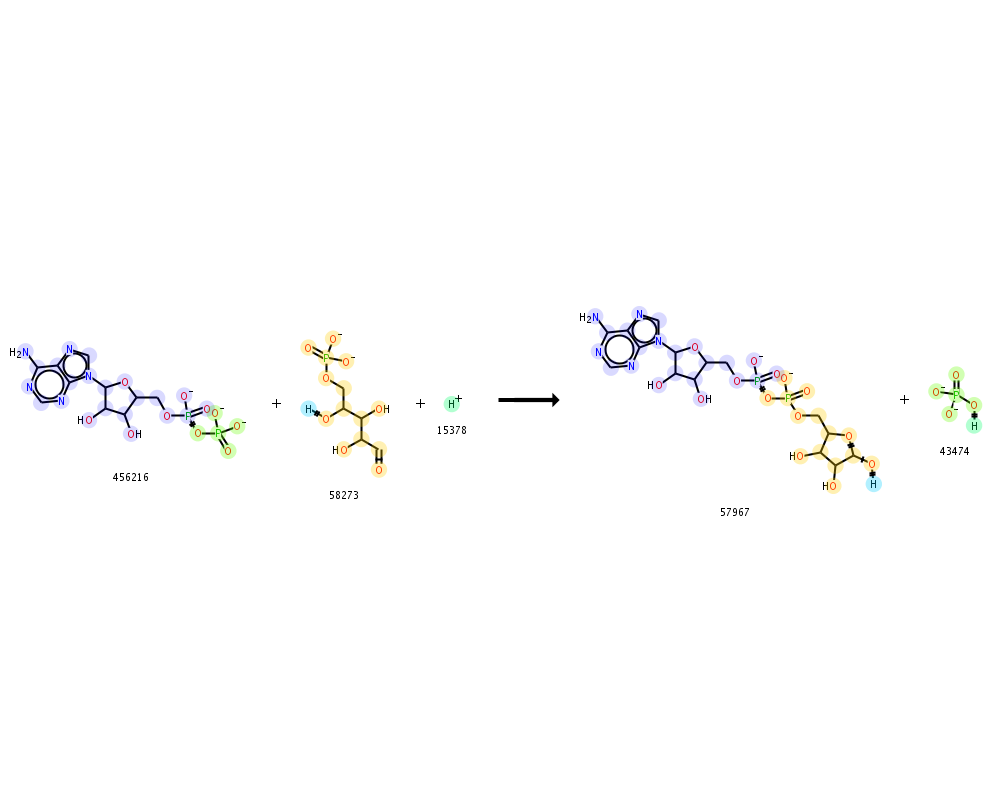 456216
+
58273
+
H+
15378
57967
+
43474
H2N
N
N
N
N
O
HO
OH
O
P
O-
O
O
P
O-
O-
O
O-
O
P
O-
O
H
O
OH
HO
O
H2N
N
N
N
N
O
HO
OH
O
P
O-
O
O
P
O-
O
O
O
HO
HO
O
H
O
O-
P
O
O-
H